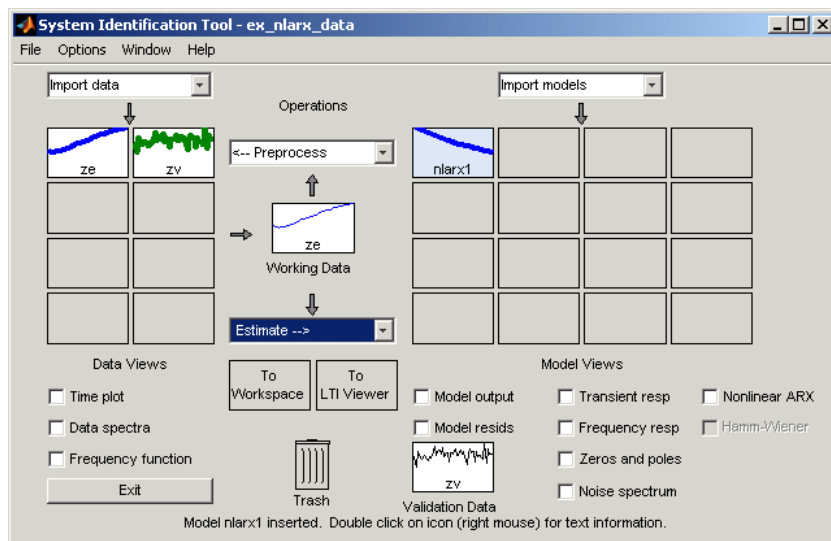 System Identification Tool - ex_nlarx_data
File Options Window Help
Import data
Import models
Operations
ze
zv
<-- Preprocess
nlarx1
ze
Working Data
Estimate -->
Data Views
Model Views
To Workspace
To LTI Viewer
Time plot
Data spectra
Frequency function
Model output
Model resids
Transient resp
Frequency resp
Zeros and poles
Noise spectrum
Nonlinear ARX
Hamm-Wiener
Exit
Trash
zv
Validation Data
Model nlarx1 inserted. Double click on icon (right mouse) for text information.